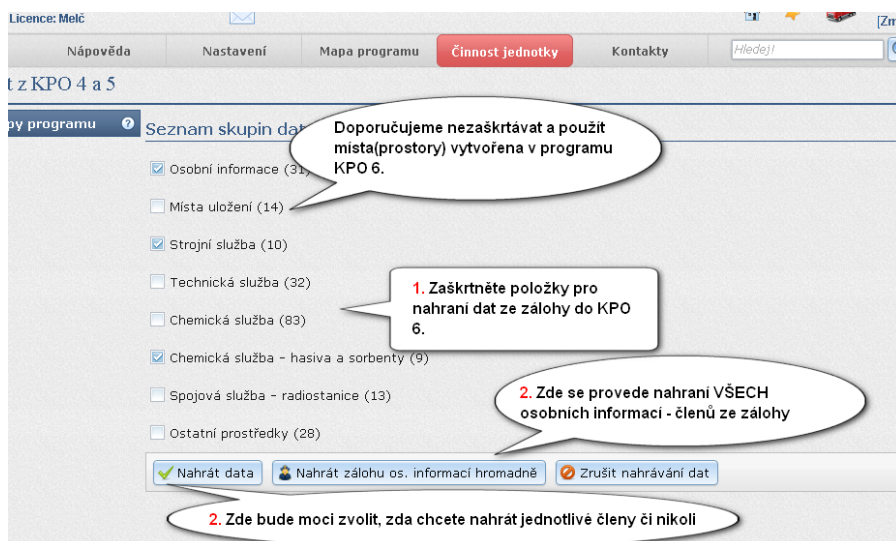 Licence: Melč
[Zm
Nápověda Nastavení Mapa programu Činnost jednotky Kontakty Hledej!
t z KPO 4 a 5
py programu ?
Seznam skupin dat
Doporučujeme nezaškrtávat a použít
místa(prostory) vytvořena v programu
KPO 6.
Osobní informace (31)
Místa uložení (14)
Strojní služba (10)
Technická služba (32)
1. Zaškrtněte položky pro
nahraní dat ze zálohy do KPO
6.
Chemická služba (83)
Chemická služba - hasiva a sorbenty (9)
2. Zde se provede nahraní VŠECH
osobních informací - členů ze zálohy
Spojová služba - radiostanice (13)
Ostatní prostředky (28)
Nahrát data Nahrát zálohu os. informací hromadně Zrušit nahrávání dat
2. Zde bude moci zvolit, zda chcete nahrát jednotlivé členy či nikoli